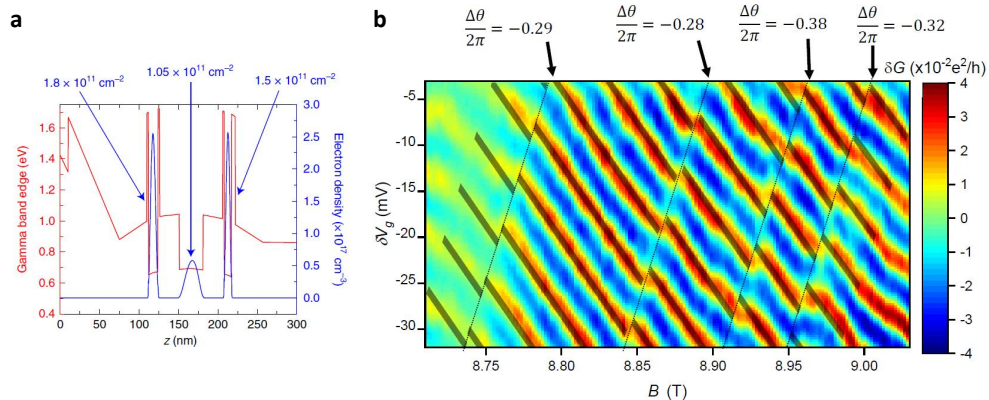 a
1.8 × 10¹¹ cm⁻²
1.05 × 10¹¹ cm⁻²
1.5 × 10¹¹ cm⁻²
Gamma band edge (eV)
1.6
1.4
1.2
1.0
0.8
0.6
0.4
3.0
2.5
2.0
1.5
1.0
0.5
0.0
Electron density (×10¹⁷ cm⁻³)
0 50 100 150 200 250 300
z (nm)
b
Δθ/2π = −0.29
Δθ/2π = −0.28
Δθ/2π = −0.38
Δθ/2π = −0.32
δG (x10⁻²e²/h)
δVg (mV)
-5
-10
-15
-20
-25
-30
8.75 8.80 8.85 8.90 8.95 9.00
B (T)
4
3
2
1
0
-1
-2
-3
-4